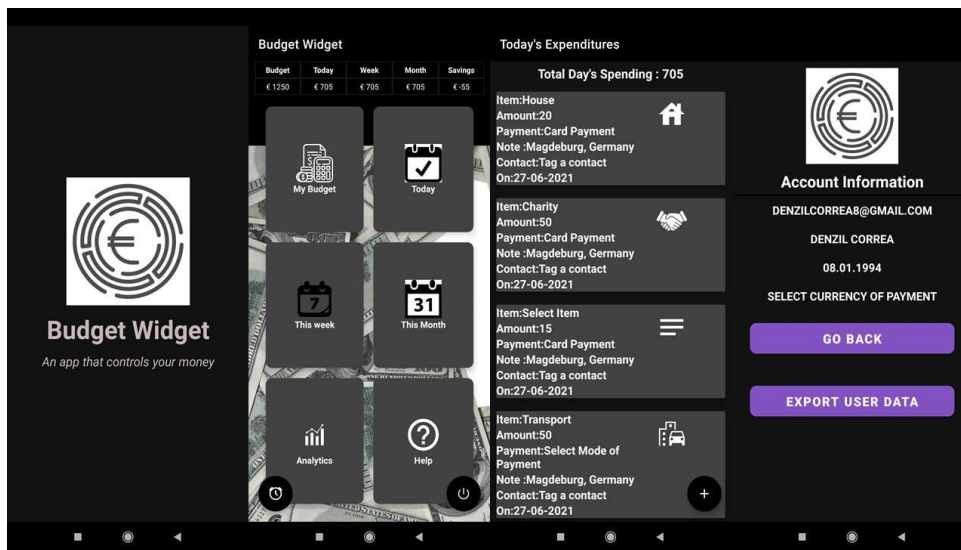 Budget Widget
An app that controls your money
Budget Widget
Budget Today Week Month Savings
€ 1250 € 705 € 705 € 705 € -55
My Budget
Today
7
This week
31
This Month
Analytics
Help
Today's Expenditures
Total Day's Spending : 705
Item:House
Amount:20
Payment:Card Payment
Note :Magdeburg, Germany
Contact:Tag a contact
On:27-06-2021
Item:Charity
Amount:50
Payment:Card Payment
Note :Magdeburg, Germany
Contact:Tag a contact
On:27-06-2021
Item:Select Item
Amount:15
Payment:Card Payment
Note :Magdeburg, Germany
Contact:Tag a contact
On:27-06-2021
Item:Transport
Amount:50
Payment:Select Mode of
Payment
Note :Magdeburg, Germany
Contact:Tag a contact
On:27-06-2021
Account Information
DENZILCORREA8@GMAIL.COM
DENZIL CORREA
08.01.1994
SELECT CURRENCY OF PAYMENT
GO BACK
EXPORT USER DATA